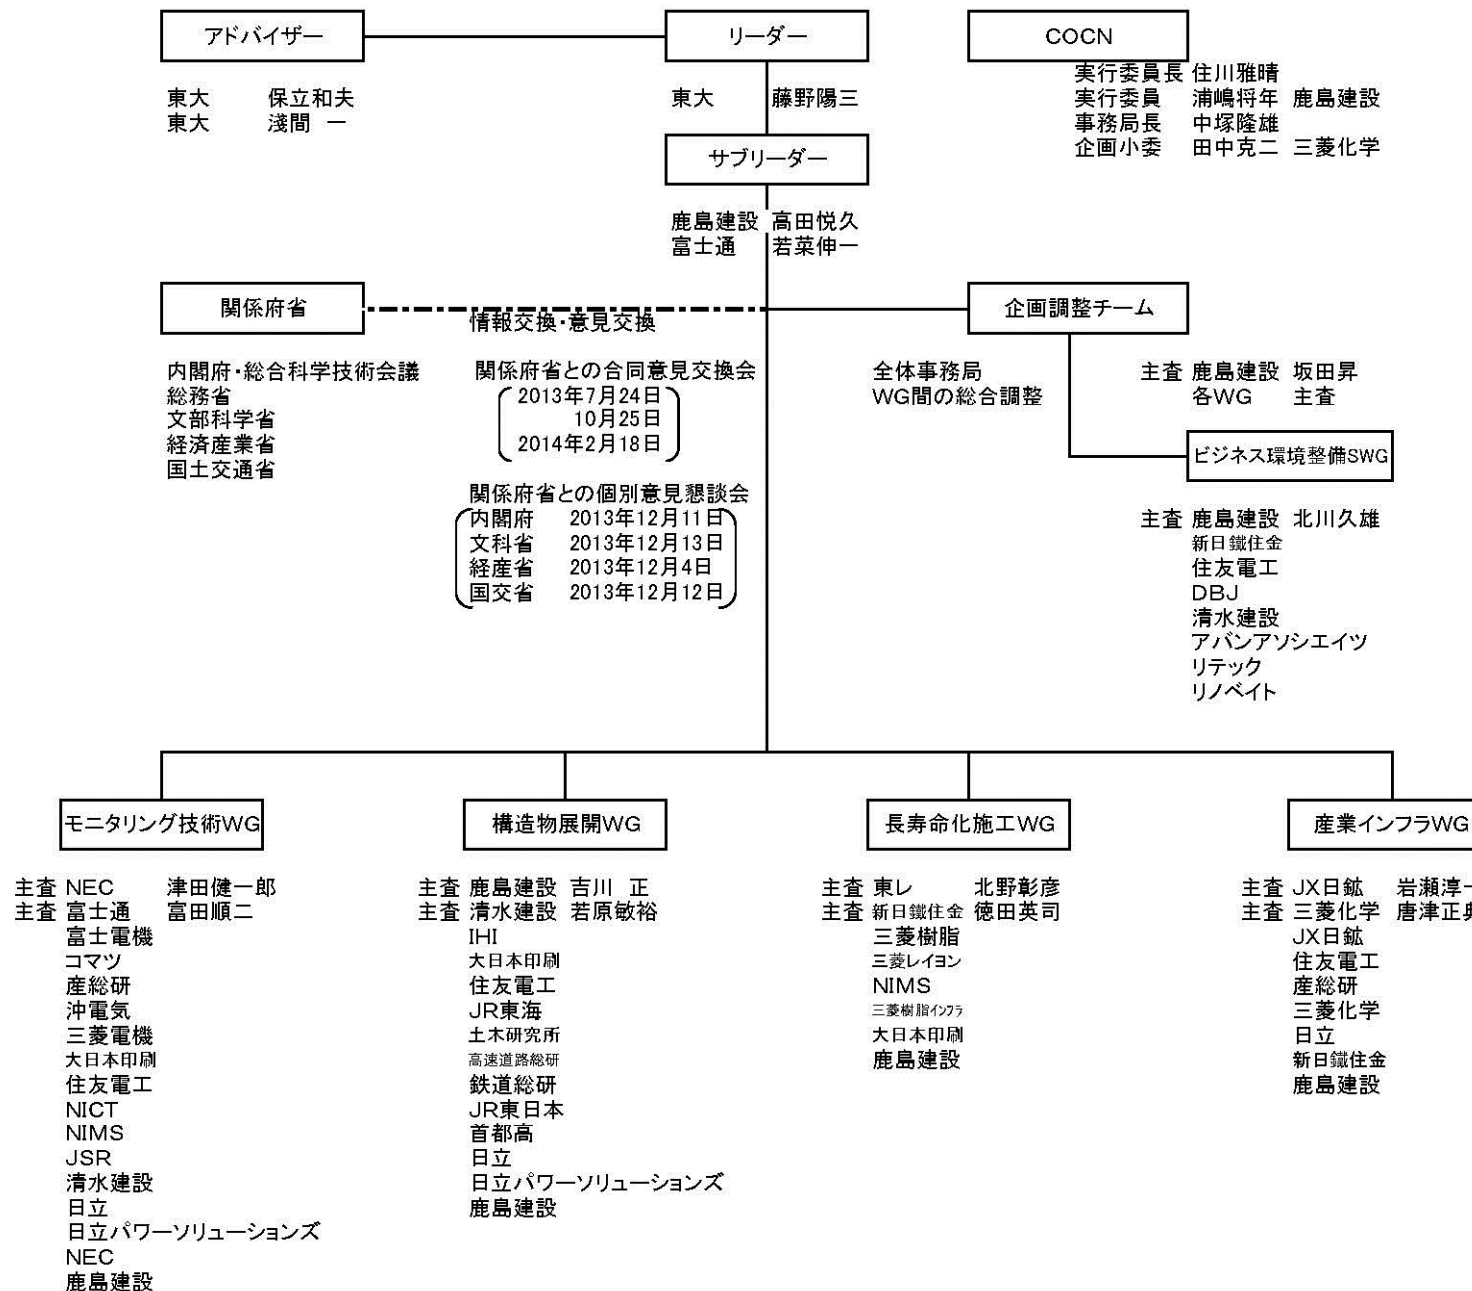 アドバイザー
東大 保立和夫
東大 淺間 一
リーダー
東大 藤野陽三
サブリーダー
鹿島建設 高田悦久
富士通 若菜伸一
COCN
実行委員長 住川雅晴
実行委員 浦嶋将年 鹿島建設
事務局長 中塚隆雄
企画小委 田中克二 三菱化学
関係府省
内閣府・総合科学技術会議
総務省
文部科学省
経済産業省
国土交通省
情報交換・意見交換
関係府省との合同意見交換会
2013年7月24日
10月25日
2014年2月18日
関係府省との個別意見懇談会
内閣府 2013年12月11日
文科省 2013年12月13日
経産省 2013年12月4日
国交省 2013年12月12日
企画調整チーム
全体事務局
WG間の総合調整
主査 鹿島建設 坂田昇
各WG 主査
ビジネス環境整備SWG
主査 鹿島建設 北川久雄
新日鐵住金
住友電工
DBJ
清水建設
アバンアソシエイツ
リテック
リノベイト
モニタリング技術WG
主査 NEC 津田健一郎
主査 富士通 富田順二
富士電機
コマツ
産総研
沖電気
三菱電機
大日本印刷
住友電工
NICT
NIMS
JSR
清水建設
日立
日立パワーソリューションズ
NEC
鹿島建設
構造物展開WG
主査 鹿島建設 吉川 正
主査 清水建設 若原敏裕
IHI
大日本印刷
住友電工
JR東海
土木研究所
高速道路総研
鉄道総研
JR東日本
首都高
日立
日立パワーソリューションズ
鹿島建設
長寿命化施工WG
主査 東レ 北野彰彦
主査 新日鐵住金 徳田英司
三菱樹脂
三菱レイヨン
NIMS
三菱樹脂インフラ
大日本印刷
鹿島建設
産業インフラWG
主査 JX日鉱 岩瀬淳一
主査 三菱化学 唐津正典
JX日鉱
住友電工
産総研
三菱化学
日立
新日鐵住金
鹿島建設